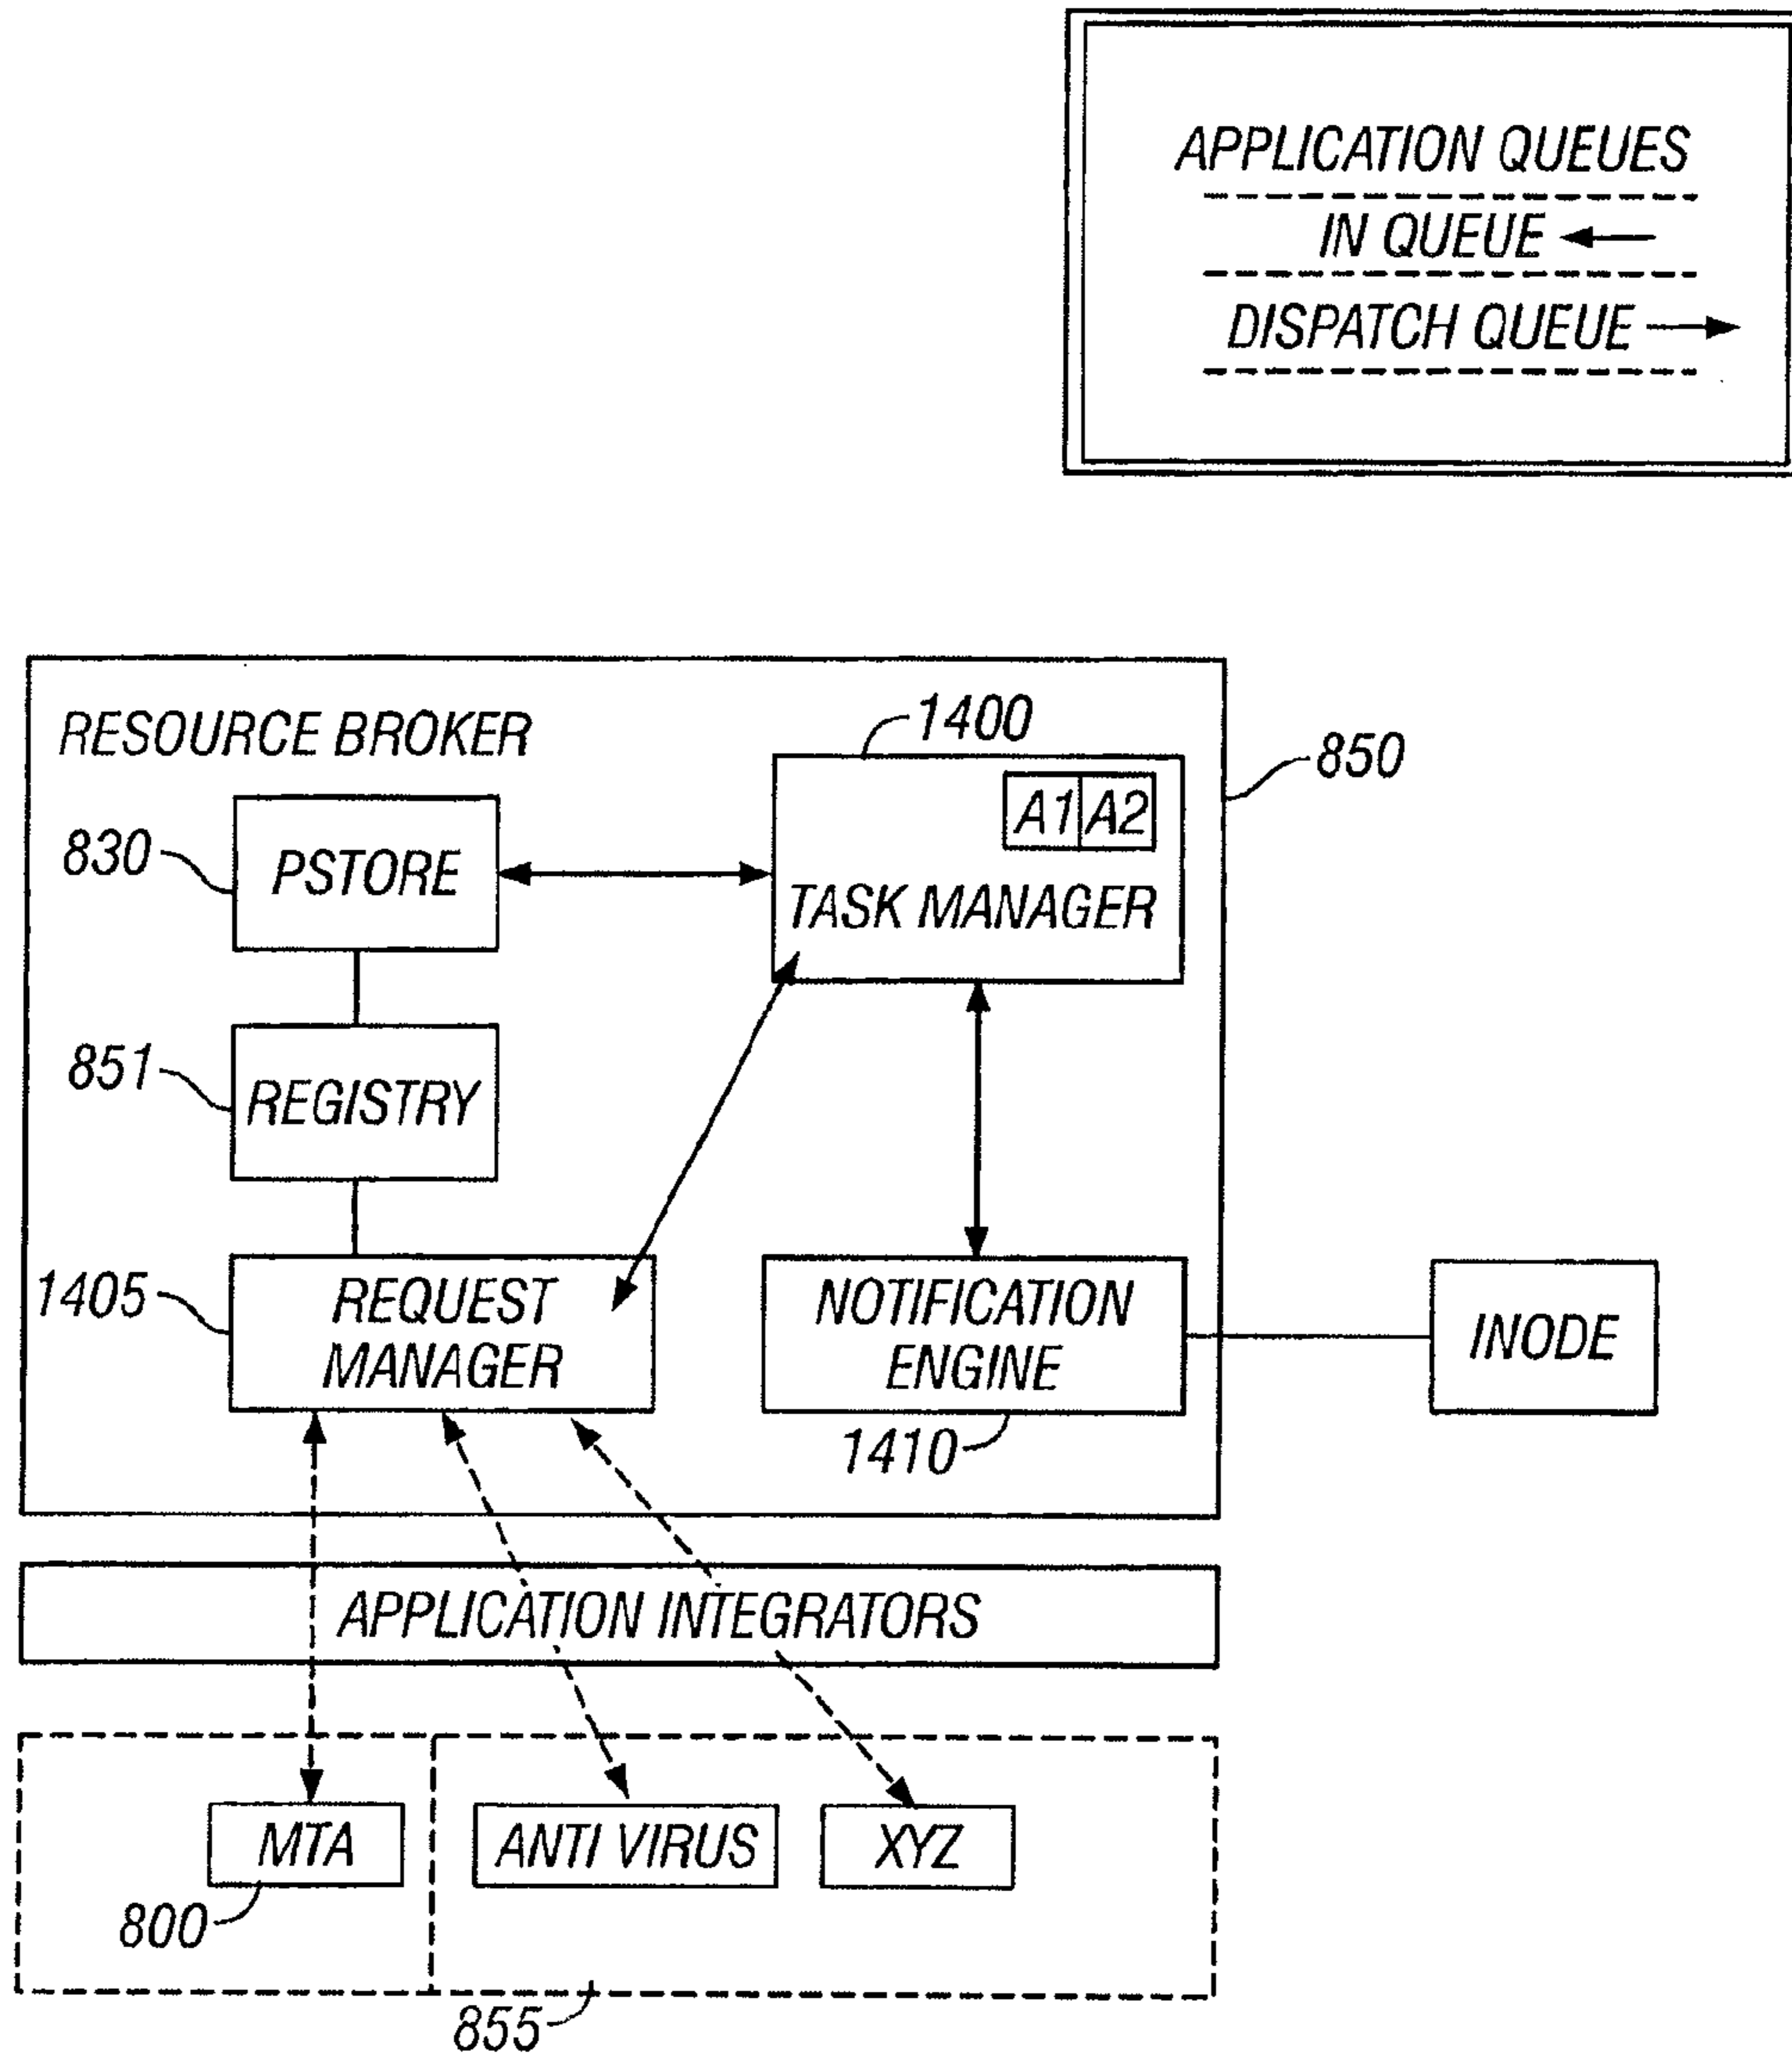 APPLICATION QUEUES
IN QUEUE
DISPATCH QUEUE
RESOURCE BROKER
1400
850
A1 A2
830
PSTORE
TASK MANAGER
851
REGISTRY
1405
REQUEST
MANAGER
NOTIFICATION
ENGINE
INODE
1410
APPLICATION INTEGRATORS
MTA
ANTI VIRUS
XYZ
800
855